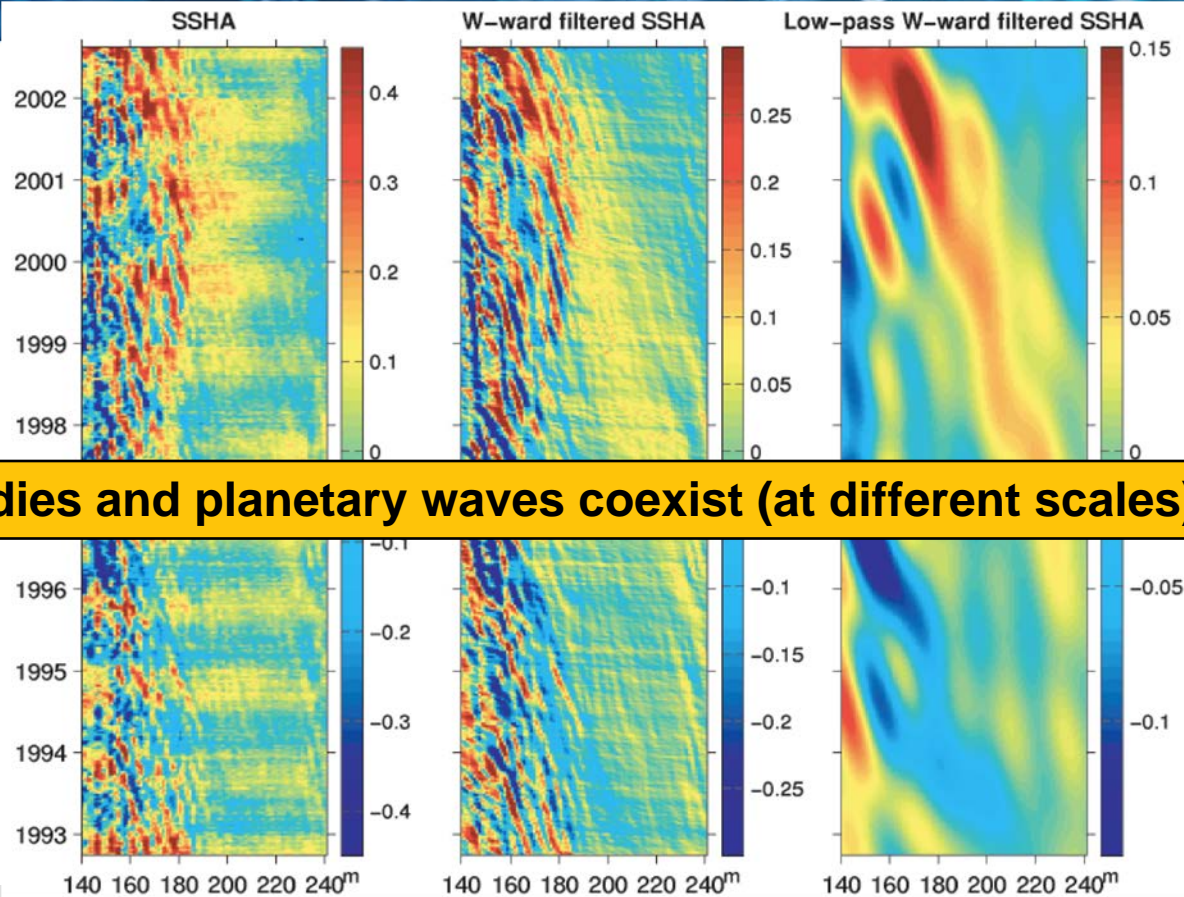 SSHA W−ward filtered SSHA Low−pass W−ward filtered SSHA
0.15
2002 0.4
0.25
2001 0.3 0.2 0.1
0.15
2000 0.2
0.1 0.05
1999
0.1
0.05
1998
0 0 0
dies and planetary waves coexist (at different scales)
−0.1
1996 −0.1 −0.05
−0.2
−0.15
1995
−0.3 −0.2 −0.1
1994
−0.25
−0.4
1993
140 160 180 200 220 240 m 140 160 180 200 220 240 m 140 160 180 200 220 240 m